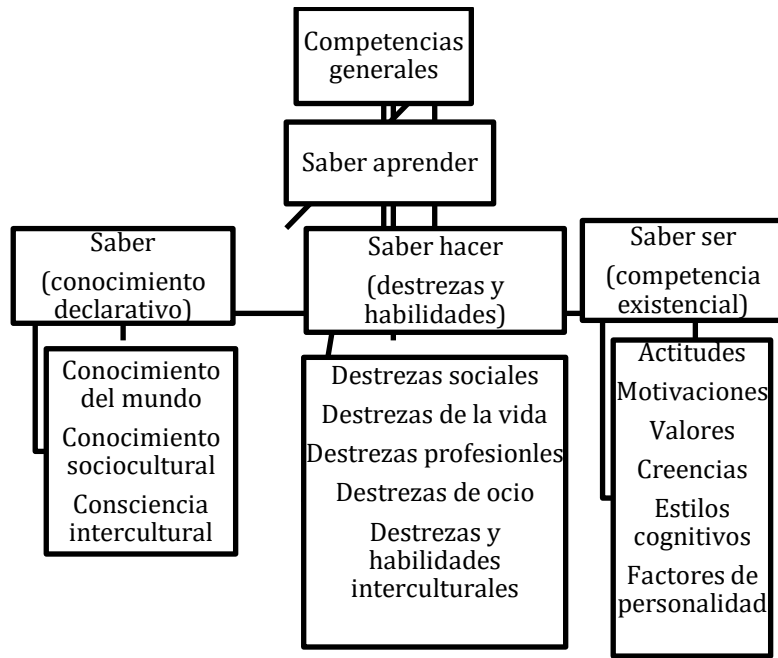 Competencias
generales
Saber aprender
Saber
(conocimiento
declarativo)
Saber hacer
(destrezas y
habilidades)
Saber ser
(competencia
existencial)
Conocimiento
del mundo
Conocimiento
sociocultural
Consciencia
intercultural
Destrezas sociales
Destrezas de la vida
Destrezas profesionles
Destrezas de ocio
Destrezas y
habilidades
interculturales
Actitudes
Motivaciones
Valores
Creencias
Estilos
cognitivos
Factores de
personalidad